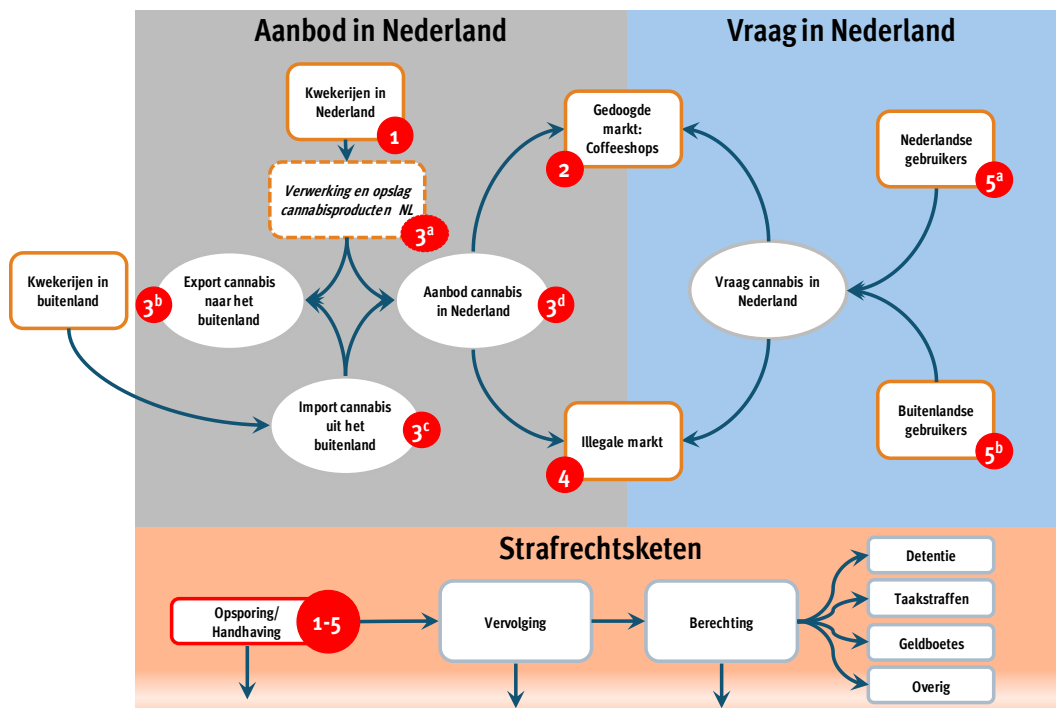 Aanbod in Nederland
Vraag in Nederland
Kwekerijen in
Nederland
1
Verwerking en opslag
cannabisproducten NL
3a
Kwekerijen in
buitenland
3b
Export cannabis
naar het
buitenland
Aanbod cannabis
in Nederland
3d
Import cannabis
uit het
buitenland
3c
Gedoogde
markt:
Coffeeshops
2
Illegale markt
4
Vraag cannabis in
Nederland
Nederlandse
gebruikers
5a
Buitenlandse
gebruikers
5b
Strafrechtsketen
Opsporing/
Handhaving
1-5
Vervolging
Berechting
Detentie
Taakstraffen
Geldboetes
Overig